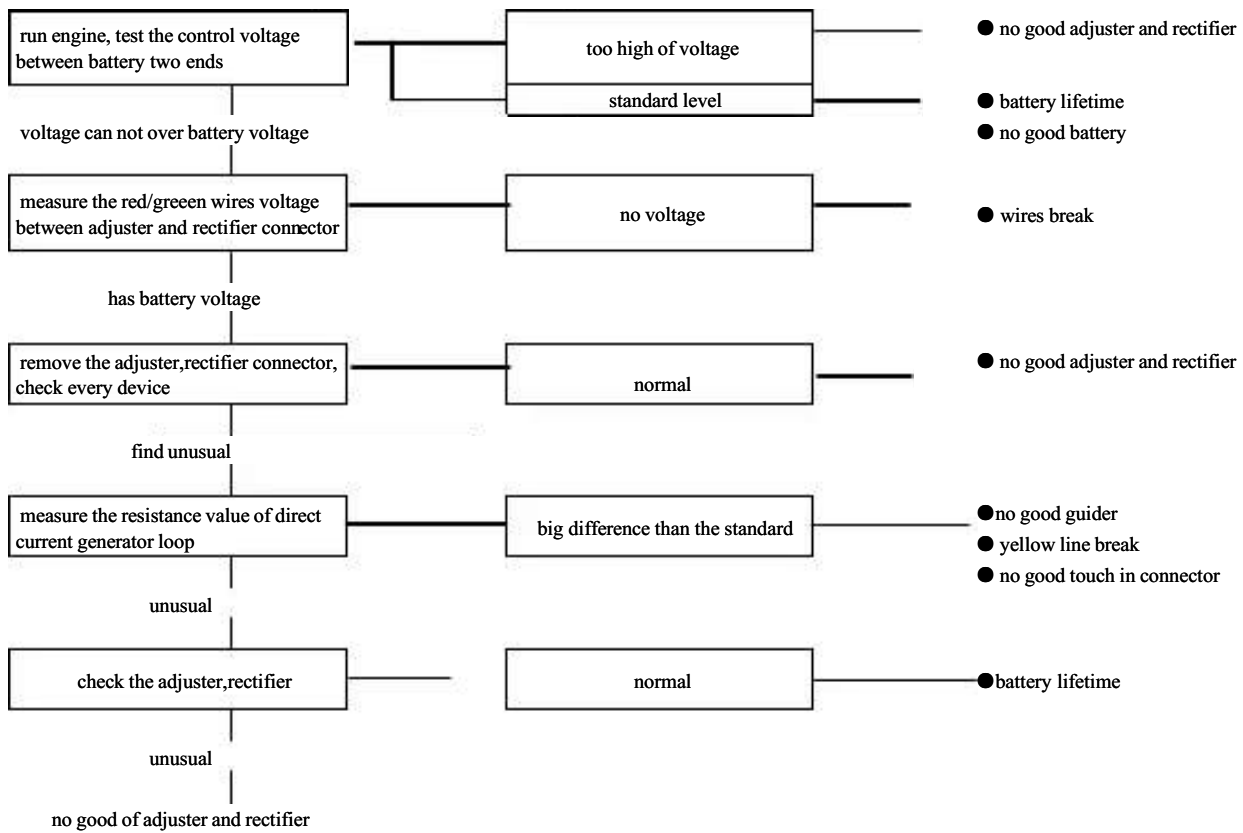 run engine, test the control voltage
between battery two ends
too high of voltage
● no good adjuster and rectifier
standard level
● battery lifetime
● no good battery
voltage can not over battery voltage
measure the red/greeen wires voltage
between adjuster and rectifier connector
no voltage
● wires break
has battery voltage
remove the adjuster,rectifier connector,
check every device
normal
● no good adjuster and rectifier
find unusual
measure the resistance value of direct
current generator loop
big difference than the standard
●no good guider
● yellow line break
● no good touch in connector
unusual
check the adjuster,rectifier
normal
●battery lifetime
unusual
no good of adjuster and rectifier